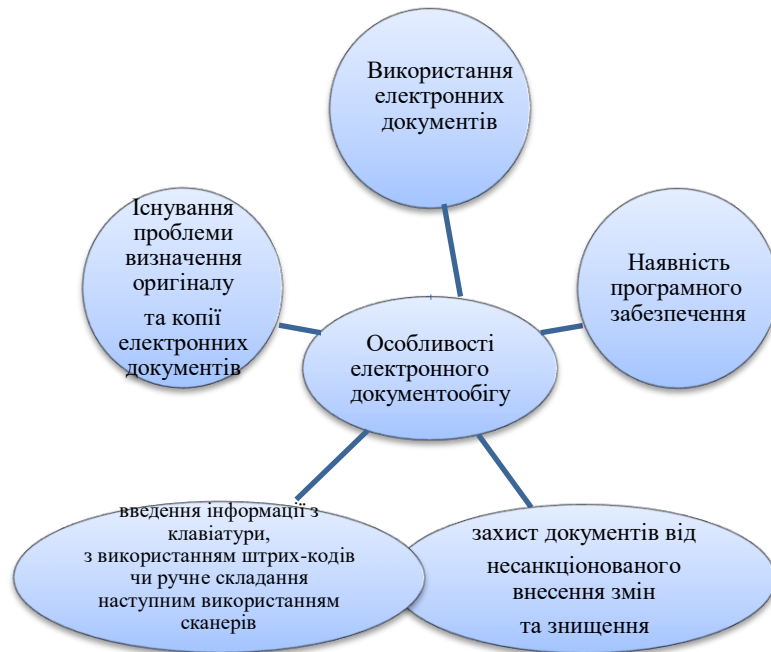 Використання
електронних
документів
Існування
проблеми
визначення
оригіналу
та копії
електронних
документів
Наявність
програмного
забезпечення
Особливості
електронного
документообігу
введення інформації з
клавіатури,
з використанням штрих-кодів
чи ручне складання
наступним використанням
сканерів
захист документів від
несанкціонованого
внесення змін
та знищення